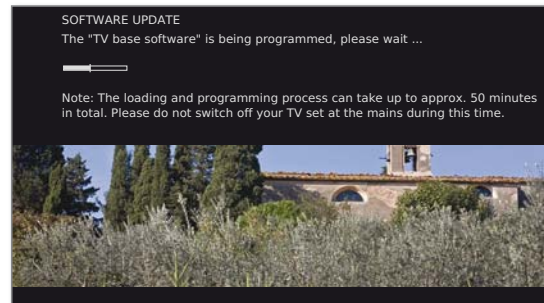 SOFTWARE UPDATE
The "TV base software" is being programmed, please wait ...
Note: The loading and programming process can take up to approx. 50 minutes
in total. Please do not switch off your TV set at the mains during this time.